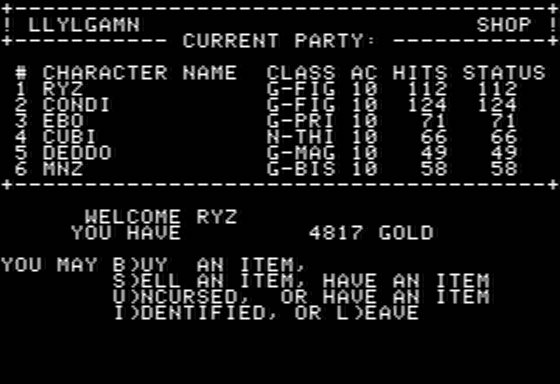 +--------------------------------------+
! LLYLGAMN                        SHOP !
+----------- CURRENT PARTY: -----------+
 # CHARACTER NAME  CLASS AC HITS STATUS
 1 RYZ             G-FIG 10  112  112
 2 CONDI           G-FIG 10  124  124
 3 EBO             G-PRI 10   71   71
 4 CUBI            N-THI 10   66   66
 5 DEDDO           G-MAG 10   49   49
 6 MNZ             G-BIS 10   58   58
+--------------------------------------+
      WELCOME RYZ
     YOU HAVE         4817 GOLD
YOU MAY B)UY  AN ITEM,
        S)ELL AN ITEM, HAVE AN ITEM
        U)NCURSED,  OR HAVE AN ITEM
        I)DENTIFIED, OR L)EAVE